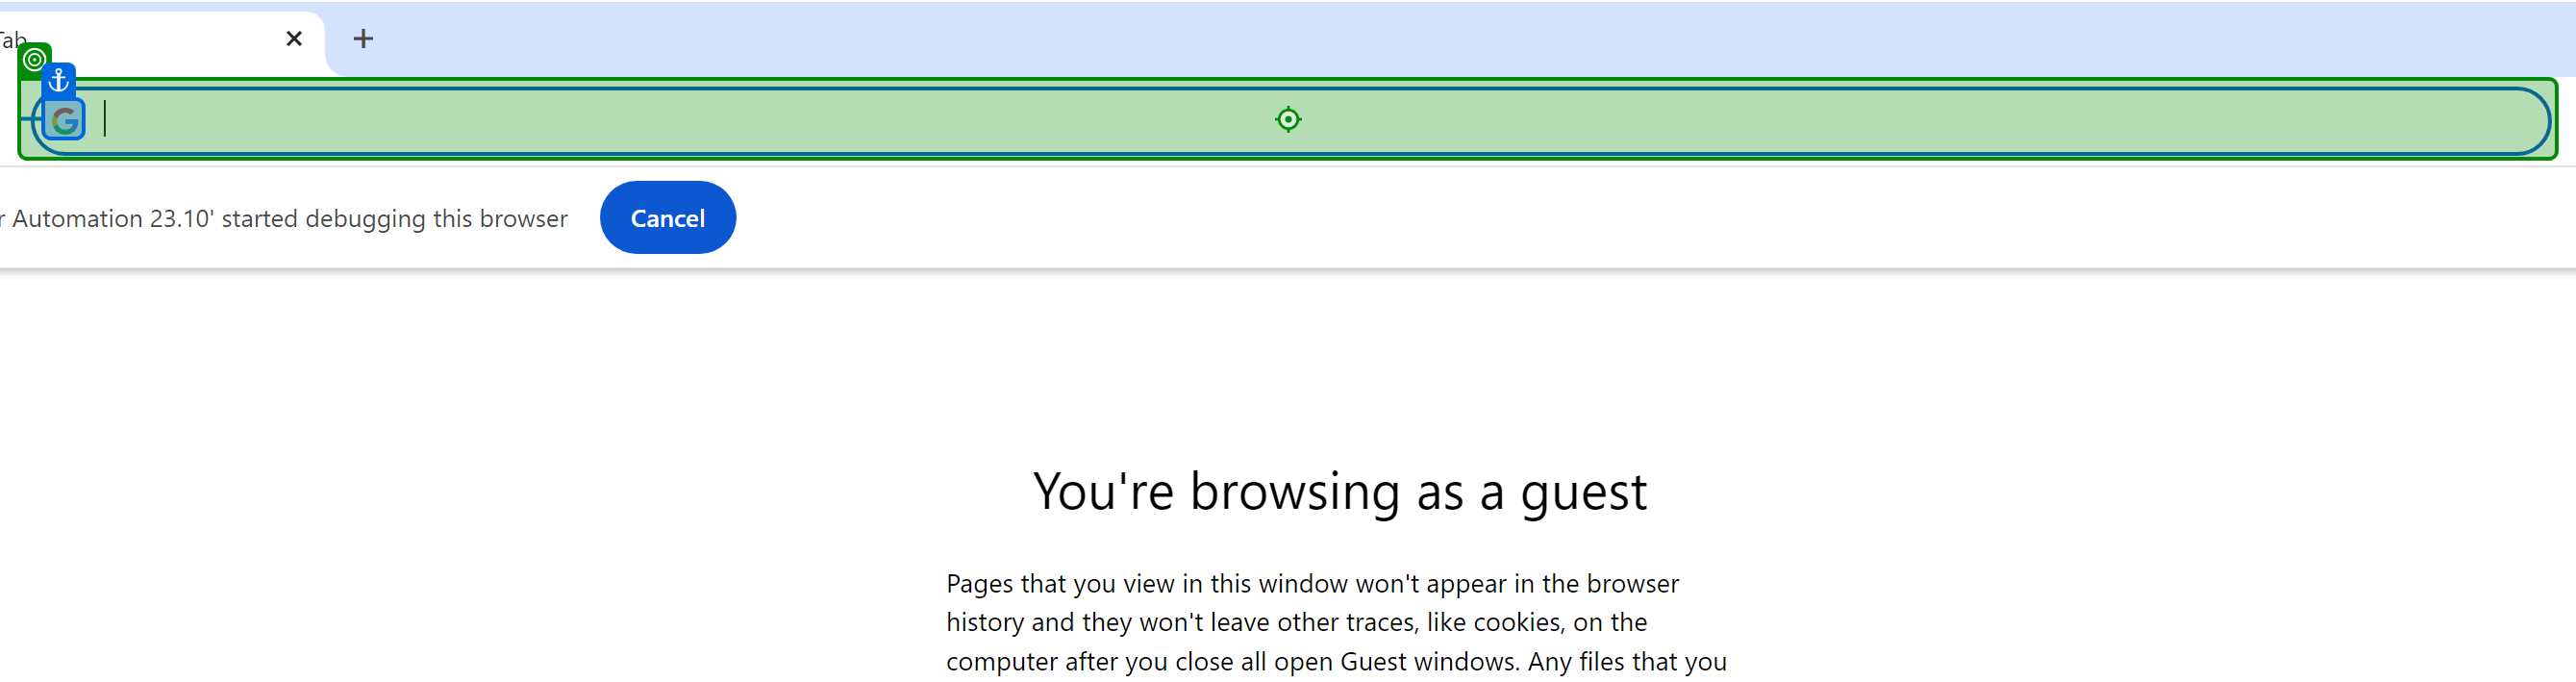 Tab
r Automation 23.10' started debugging this browser
Cancel
You're browsing as a guest
Pages that you view in this window won't appear in the browser
history and they won't leave other traces, like cookies, on the
computer after you close all open Guest windows. Any files that you